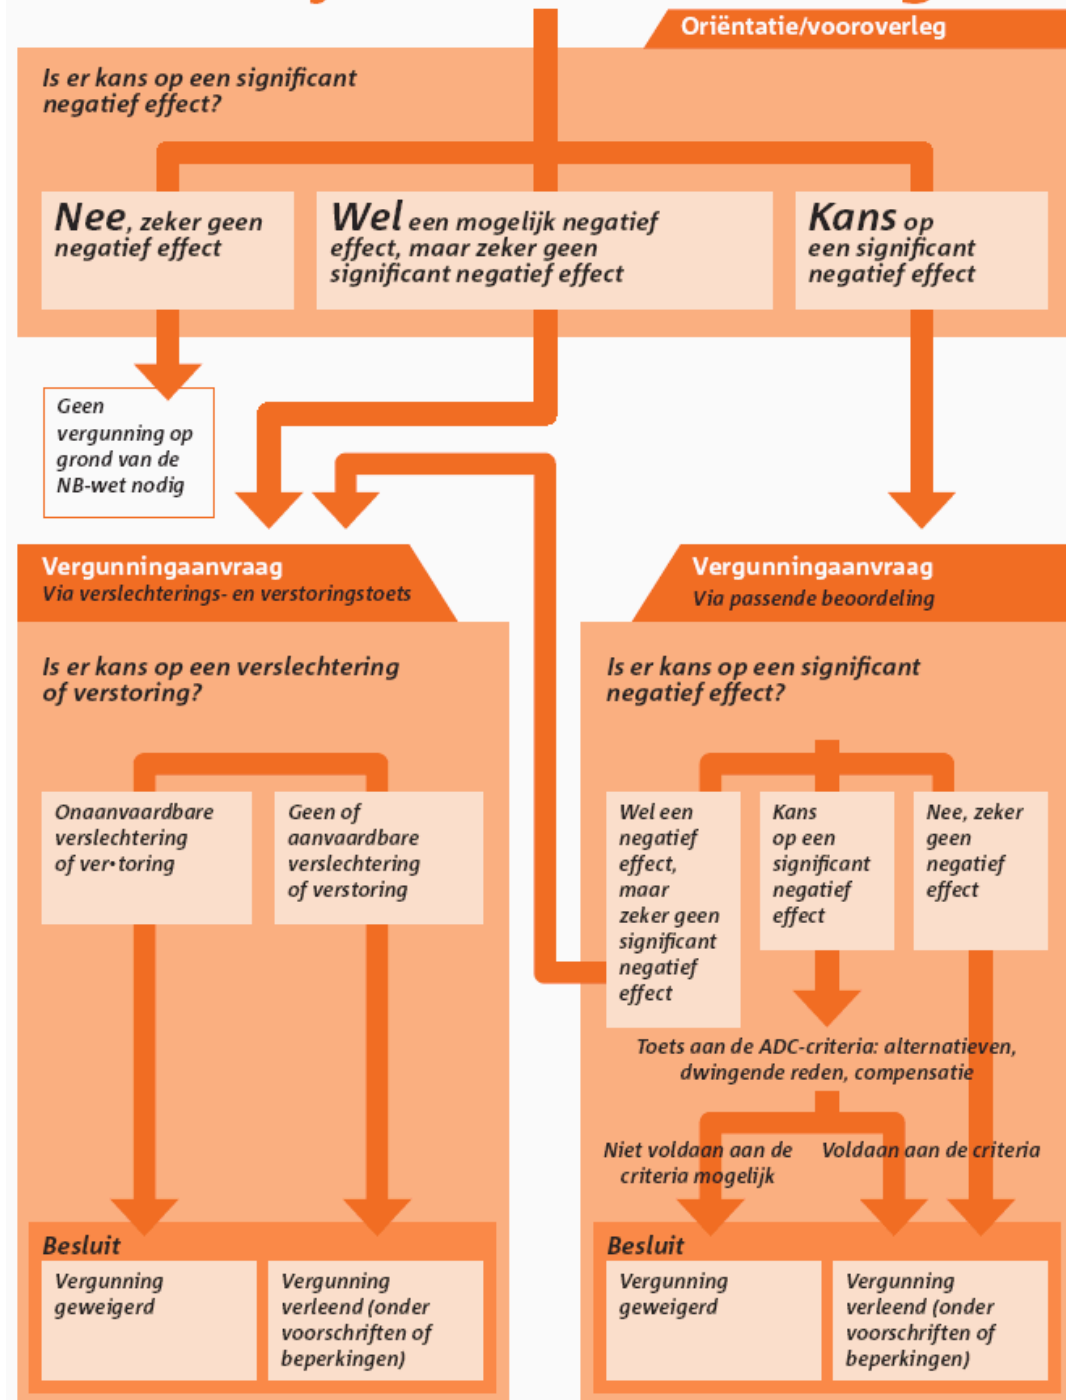 Oriëntatie/vooroverleg
Is er kans op een significant
negatief effect?
Nee, zeker geen
negatief effect
Wel een mogelijk negatief
effect, maar zeker geen
significant negatief effect
Kans op
een significant
negatief effect
Geen
vergunning op
grond van de
NB-wet nodig
Vergunningaanvraag
Via verslechterings- en verstoringstoets
Is er kans op een verslechtering
of verstoring?
Onaanvaardbare
verslechtering
of ver•toring
Geen of
aanvaardbare
verslechtering
of verstoring
Besluit
Vergunning
geweigerd
Vergunning
verleend (onder
voorschriften of
beperkingen)
Vergunningaanvraag
Via passende beoordeling
Is er kans op een significant
negatief effect?
Wel een
negatief
effect,
maar
zeker geen
significant
negatief
effect
Kans
op een
significant
negatief
effect
Nee, zeker
geen
negatief
effect
Toets aan de ADC-criteria: alternatieven,
dwingende reden, compensatie
Niet voldaan aan de
criteria mogelijk
Voldaan aan de criteria
Besluit
Vergunning
geweigerd
Vergunning
verleend (onder
voorschriften of
beperkingen)